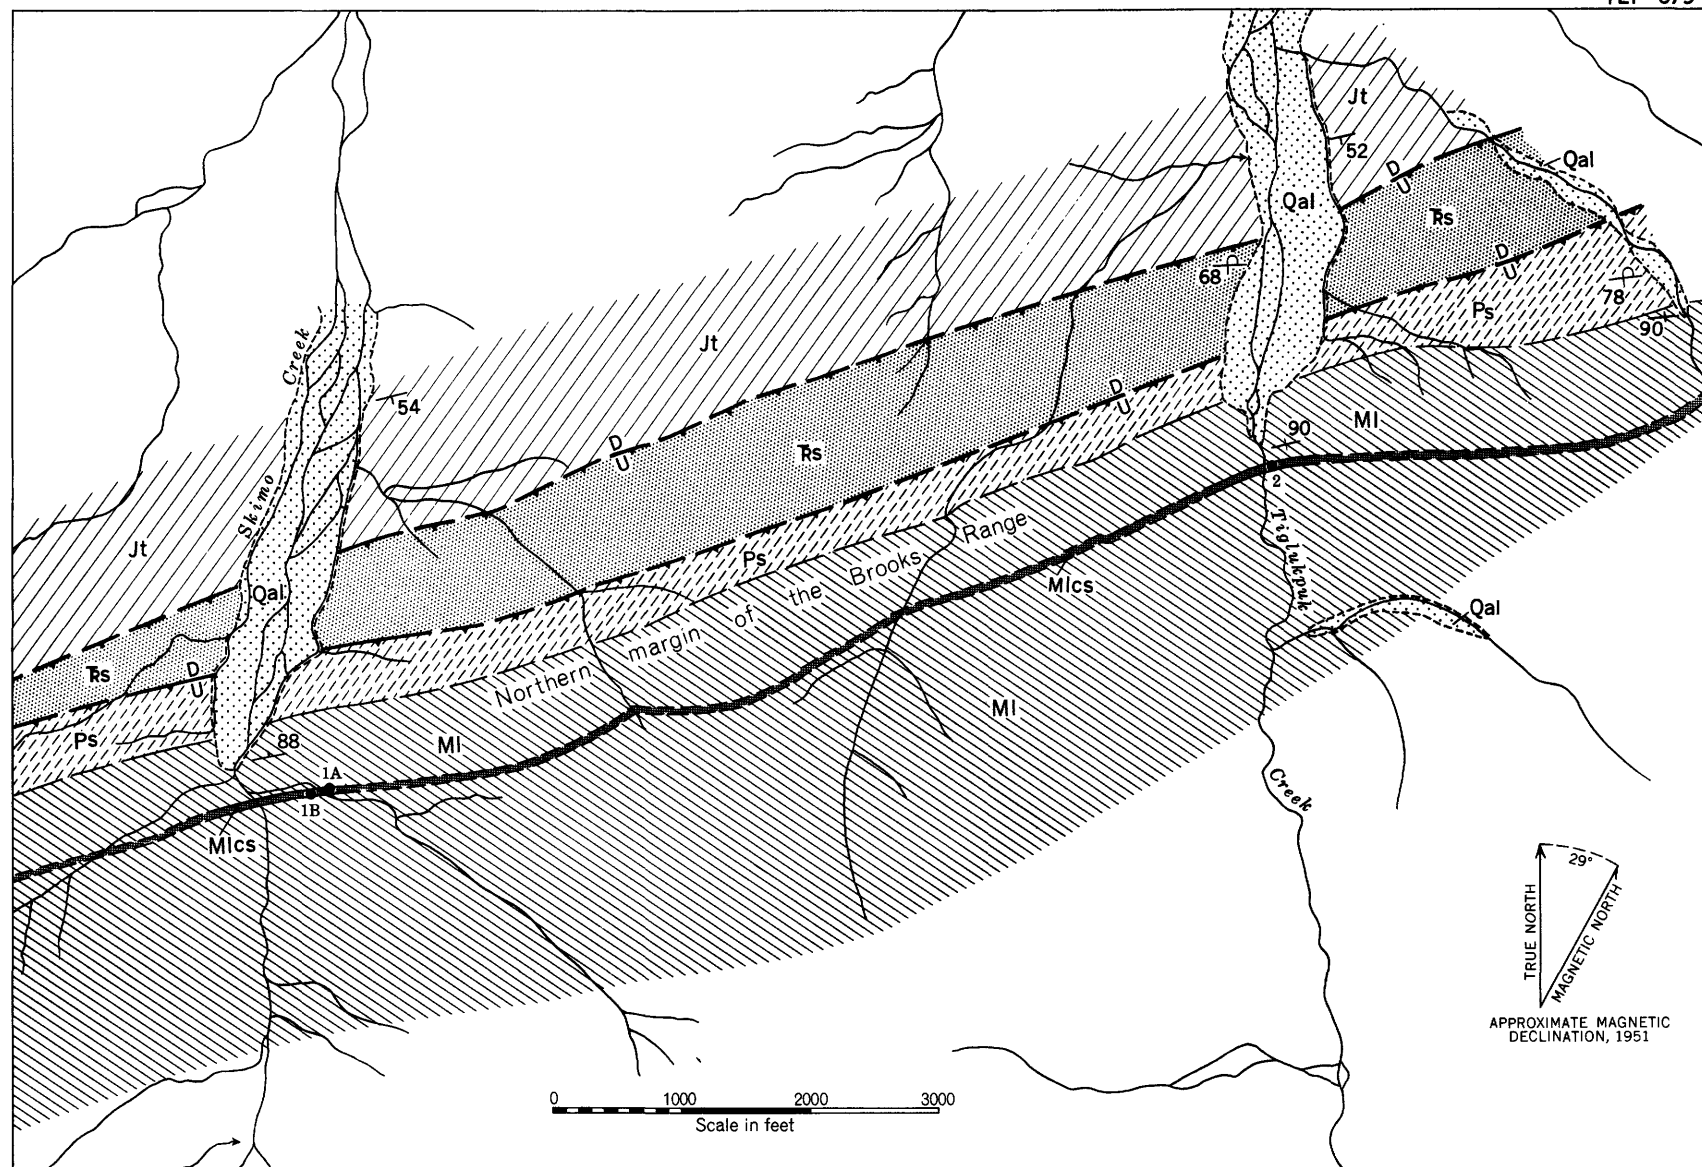 Jt
52
Qal
Qal
D
U
Ŧs
68
D
U
78
Ps
90
Jt
Skimo Creek
54
D
U
D
U
Ml
90
2
Ŧs
Tiglukpuk
Ps
Northern margin of the Brooks Range
Jt
Mlcs
Qal
Qal
Ŧs
D
U
Ml
Ps
88
Ml
1A
1B
Creek
Mlcs
29°
TRUE NORTH
MAGNETIC NORTH
APPROXIMATE MAGNETIC
DECLINATION, 1951
0 1000 2000 3000
Scale in feet